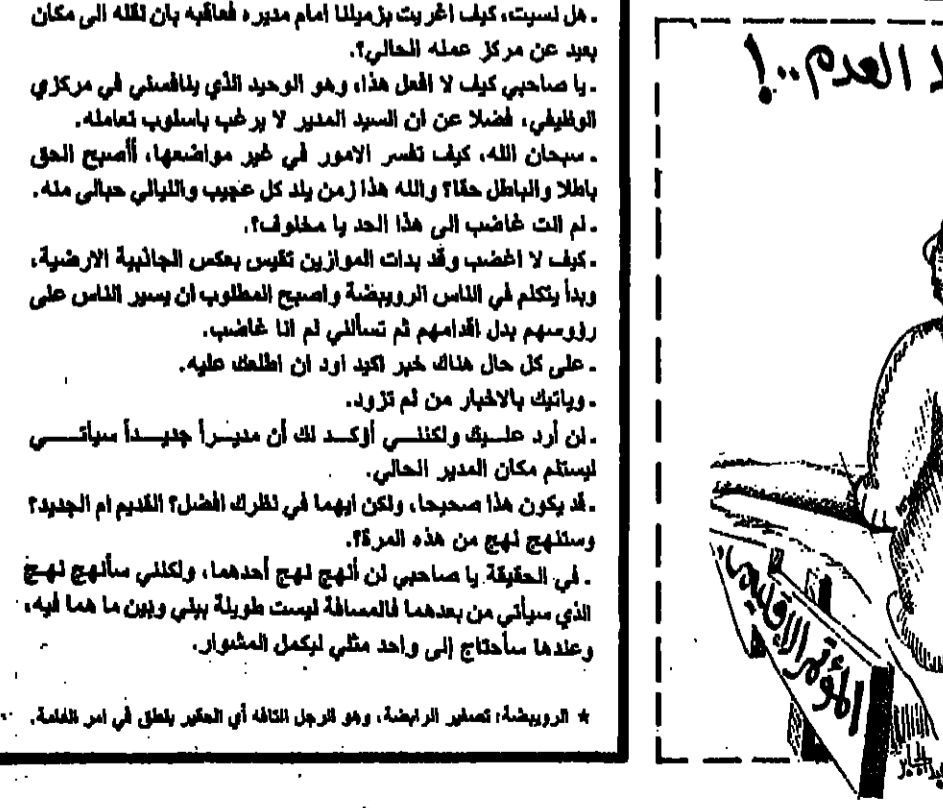 . هل نسيت، كيف اغريت بزميلنا امام مديره فعاقبه بان نقله الى مكان
بعيد عن مركز عمله الحالي؟.
. يا صاحبي كيف لا افعل هذا، وهو الوحيد الذي ينافسني في مركزي
الوظيفي، فضلا عن ان السيد المدير لا يرغب باسلوب تعامله.
. سبحان الله، كيف تفسر الامور في غير مواضعها، أأصبح الحق
باطلا والباطل حقا؟ والله هذا زمن يلد كل عجيب والليالي حبالى منه.
. لم انت غاضب الى هذا الحد يا مخلوف؟.
. كيف لا اغضب وقد بدات الموازين تقيس بعكس الجاذبية الارضية،
وبدأ يتكلم في الناس الرويبضة واصبح المطلوب ان يسير الناس على
رؤوسهم بدل اقدامهم ثم تسألني لم انا غاضب.
. على كل حال هناك خبر اكيد اود ان اطلعك عليه.
. وياتيك بالاخبار من لم تزود.
. لن أرد عليك ولكنني أؤكد لك أن مديراً جديداً سيأتي
ليستلم مكان المدير الحالي.
. قد يكون هذا صحيحا، ولكن ايهما في نظرك افضل؟ القديم ام الجديد؟
وستنهج نهج من هذه المرة؟.
. في الحقيقة يا صاحبي لن أنهج نهج أحدهما، ولكنني سأنهج نهج
الذي سيأتي من بعدهما فالمسافة ليست طويلة بيني وبين ما هما فيه،
وعندها سأحتاج إلى واحد مثلي ليكمل المشوار.
* الرويبضة: تصغير الرابضة، وهو الرجل التافه أي الحقير ينطق في امر العامة.
العدم..!
المؤتمر الإقليمي